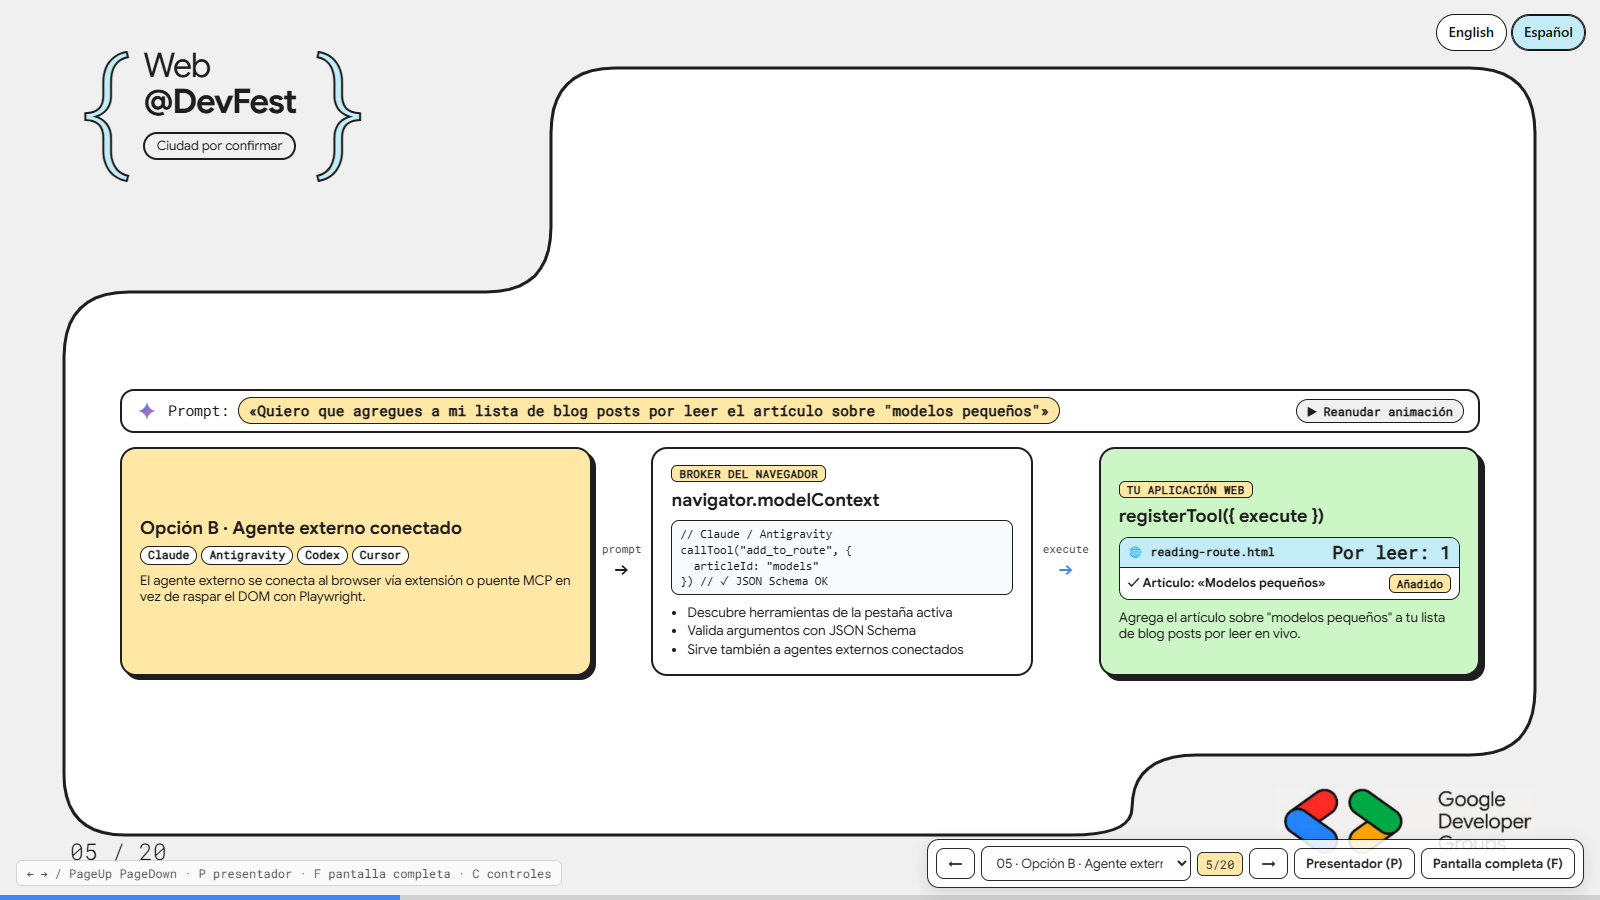 English
Español
Web
@DevFest
Ciudad por confirmar
Prompt:
«Quiero que agregues a mi lista de blog posts por leer el artículo sobre "modelos pequeños"»
▶ Reanudar animación
Opción B · Agente externo conectado
Claude
Antigravity
Codex
Cursor
El agente externo se conecta al browser vía extensión o puente MCP en
vez de raspar el DOM con Playwright.
prompt
→
BROKER DEL NAVEGADOR
navigator.modelContext
// Claude / Antigravity
callTool("add_to_route", {
articleId: "models"
}) // ✓ JSON Schema OK
• Descubre herramientas de la pestaña activa
• Valida argumentos con JSON Schema
• Sirve también a agentes externos conectados
execute
→
TU APLICACIÓN WEB
registerTool({ execute })
reading-route.html
Por leer: 1
✓ Artículo: «Modelos pequeños»
Añadido
Agrega el artículo sobre "modelos pequeños" a tu lista
de blog posts por leer en vivo.
Google
Developer
Groups
05 / 20
← → / PageUp PageDown · P presentador · F pantalla completa · C controles
←
05 · Opción B · Agente exterr
5/20
→
Presentador (P)
Pantalla completa (F)